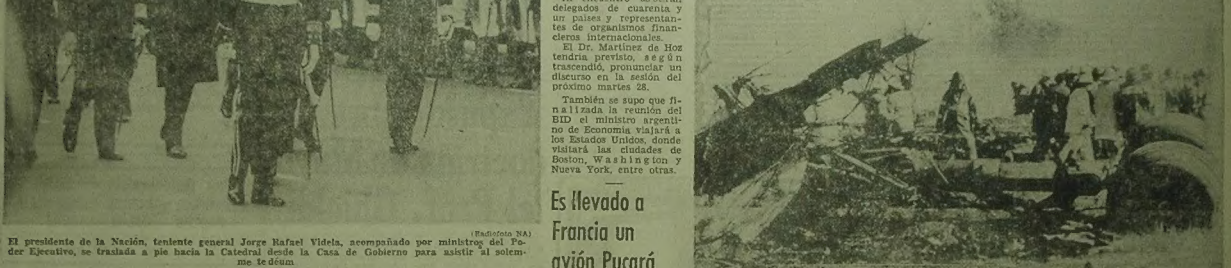 (Radiofoto NA)
El presidente de la Nación, teniente general Jorge Rafael Videla, acompañado por ministros del Po-
der Ejecutivo, se traslada a pie hacia la Catedral desde la Casa de Gobierno para asistir al solem-
me tedéum
delegados de cuarenta y
un países y representan-
tes de organismos finan-
cieros internacionales.
El Dr. Martínez de Hoz
tendría previsto, según
trascendió, pronunciar un
discurso en la sesión del
próximo martes 28.
También se supo que fi-
nalizada la reunión del
BID el ministro argenti-
no de Economía viajará a
los Estados Unidos, donde
visitará las ciudades de
Boston, Washington y
Nueva York, entre otras.
Es llevado a
Francia un
avión Pucará